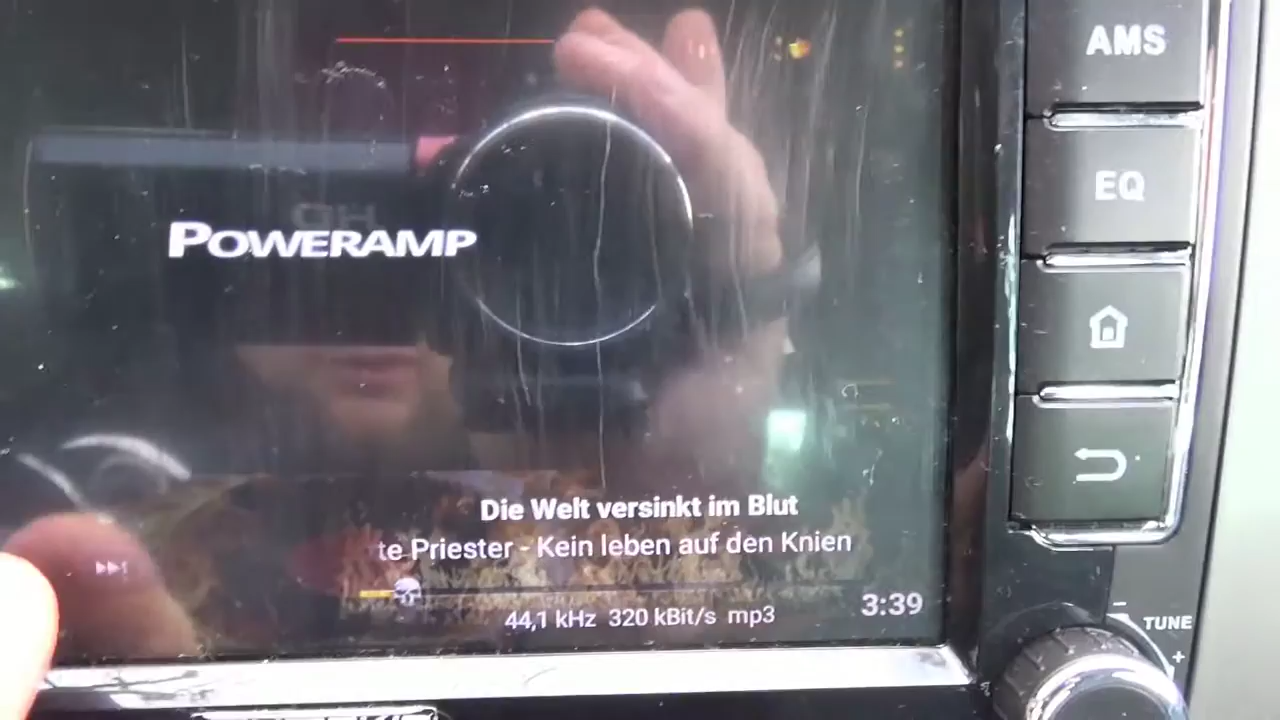 AMS
EQ
POWERAMP
Die Welt versinkt im Blut
te Priester - Kein leben auf den Knien
44,1 kHz 320 kBit/s mp3
3:39
−
TUNE
+